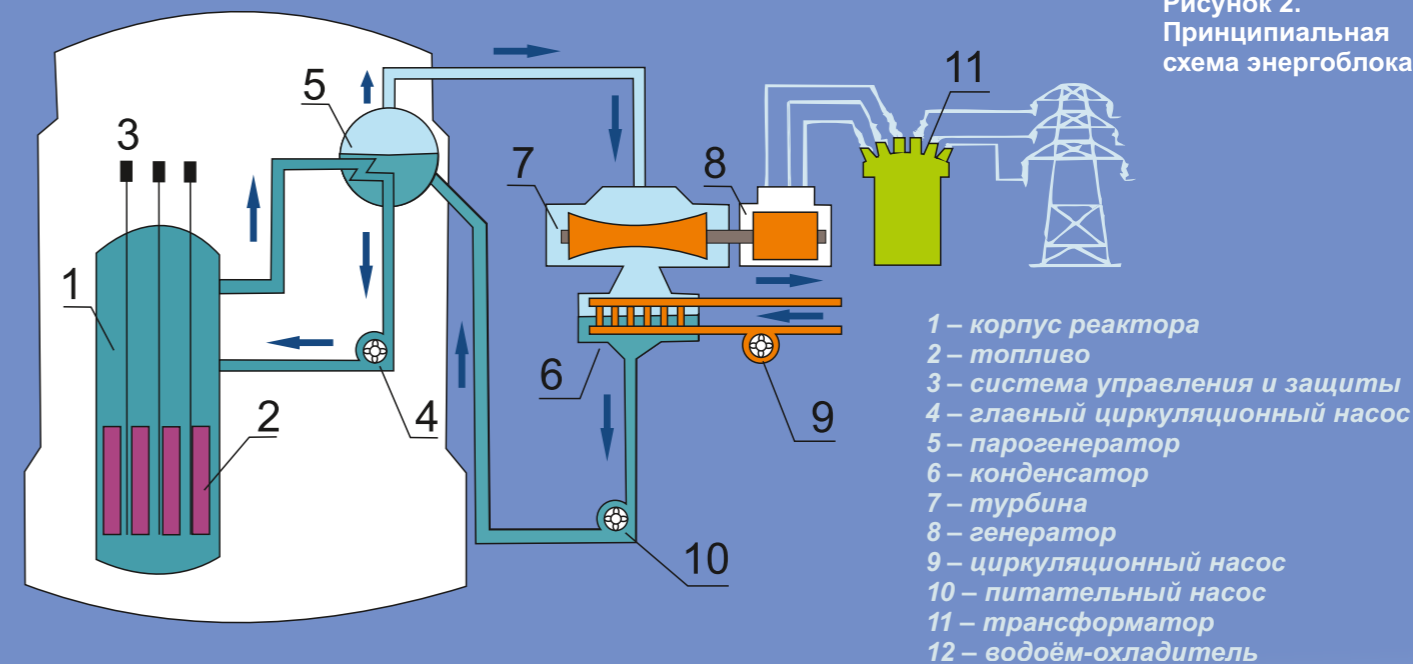 Рисунок 2.
Принципиальная
схема энергоблока
11
5
3
7
8
1
6
2
4
9
10
1 – корпус реактора
2 – топливо
3 – система управления и защиты
4 – главный циркуляционный насос
5 – парогенератор
6 – конденсатор
7 – турбина
8 – генератор
9 – циркуляционный насос
10 – питательный насос
11 – трансформатор
12 – водоём-охладитель